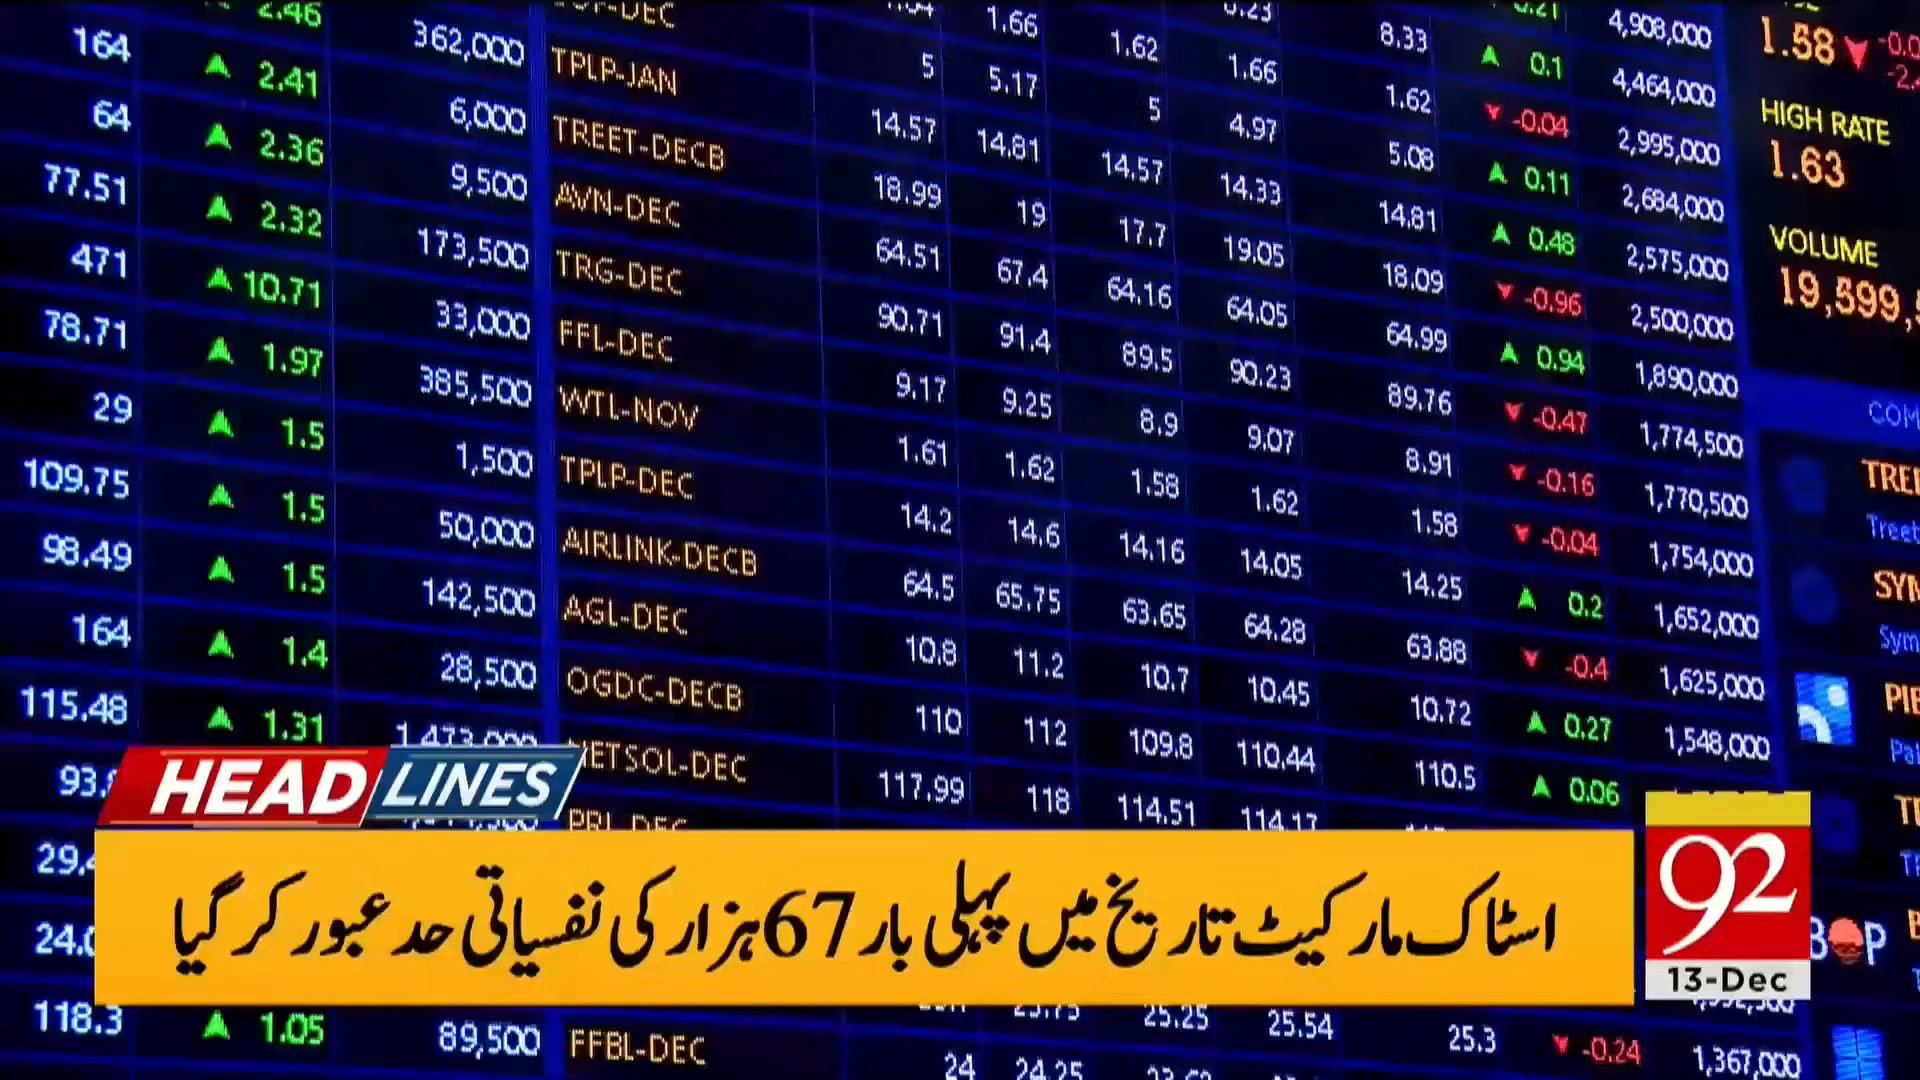 2.46 362,000 1.66 1.62 8.33 0.21 4,908,000
164 2.41 6,000 TPLP-JAN 5 5.17 5 1.66 1.62 0.1 4,464,000
64 2.36 9,500 TREET-DECB 14.57 14.81 14.57 4.97 5.08 -0.04 2,995,000
77.51 2.32 173,500 AVN-DEC 18.99 19 17.7 14.33 14.81 0.11 2,684,000
471 10.71 33,000 TRG-DEC 64.51 67.4 64.16 19.05 18.09 0.48 2,575,000
78.71 1.97 385,500 FFL-DEC 90.71 91.4 89.5 64.05 64.99 -0.96 2,500,000
29 1.5 1,500 WTL-NOV 9.17 9.25 8.9 90.23 89.76 0.94 1,890,000
109.75 1.5 50,000 TPLP-DEC 1.61 1.62 1.58 9.07 8.91 -0.47 1,774,500
98.49 1.5 142,500 AIRLINK-DECB 14.2 14.6 14.16 1.62 1.58 -0.16 1,770,500
164 1.4 28,500 AGL-DEC 64.5 65.75 63.65 14.05 14.25 -0.04 1,754,000
115.48 1.31 OGDC-DECB 10.8 11.2 10.7 64.28 63.88 0.2 1,652,000
NETSOL-DEC 110 112 109.8 10.45 10.72 -0.4 1,625,000
117.99 118 114.51 110.44 110.5 0.27 1,548,000
0.06
118.3 1.05 89,500 FFBL-DEC 24 24.25 25.25 25.54 25.3 -0.24 1,367,000
1.58
HIGH RATE
1.63
VOLUME
HEADLINES
اسٹاک مارکیٹ تاریخ میں پہلی بار 67 ہزار کی نفسیاتی حد عبور کر گیا
92
13-Dec